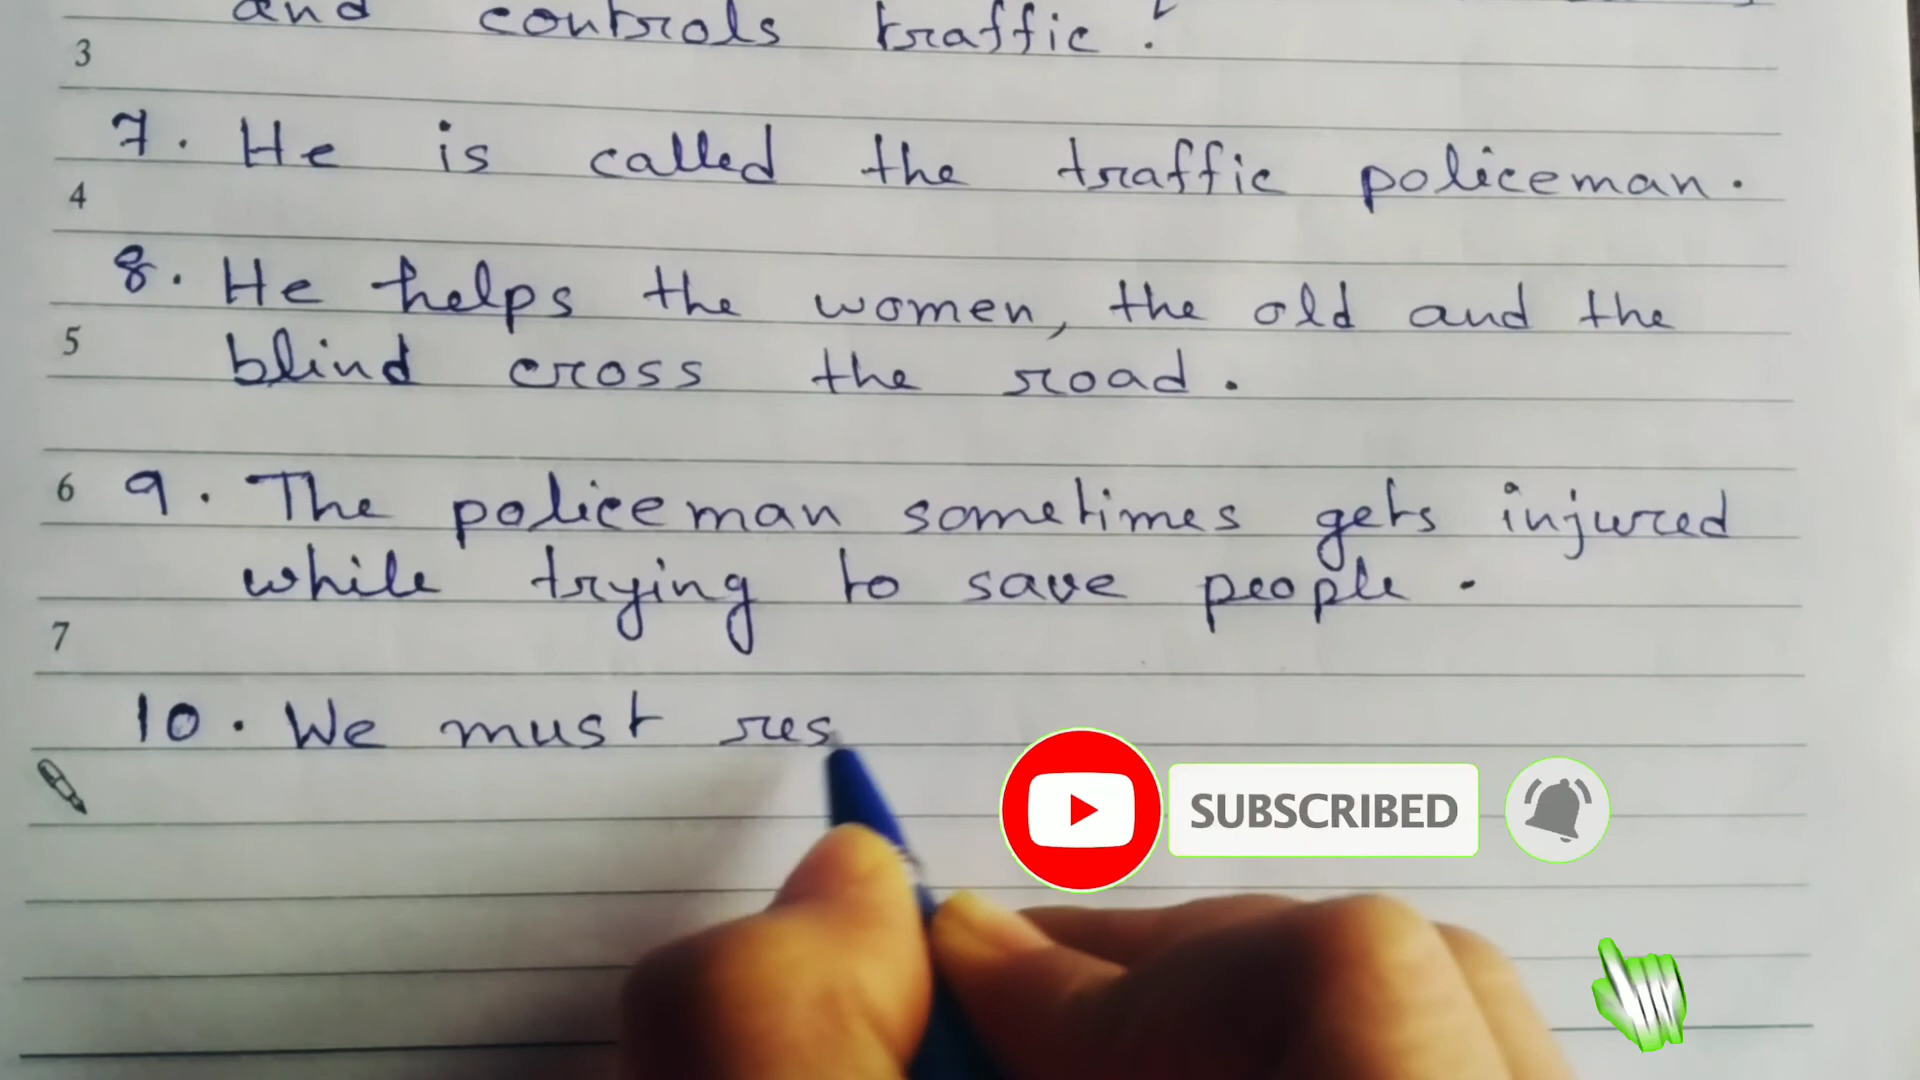 and controls traffic.
3
7. He is called the traffic policeman.
4
8. He helps the women, the old and the
5
blind cross the road.
6
9. The policeman sometimes gets injured
while trying to save people.
7
10. We must res
SUBSCRIBED